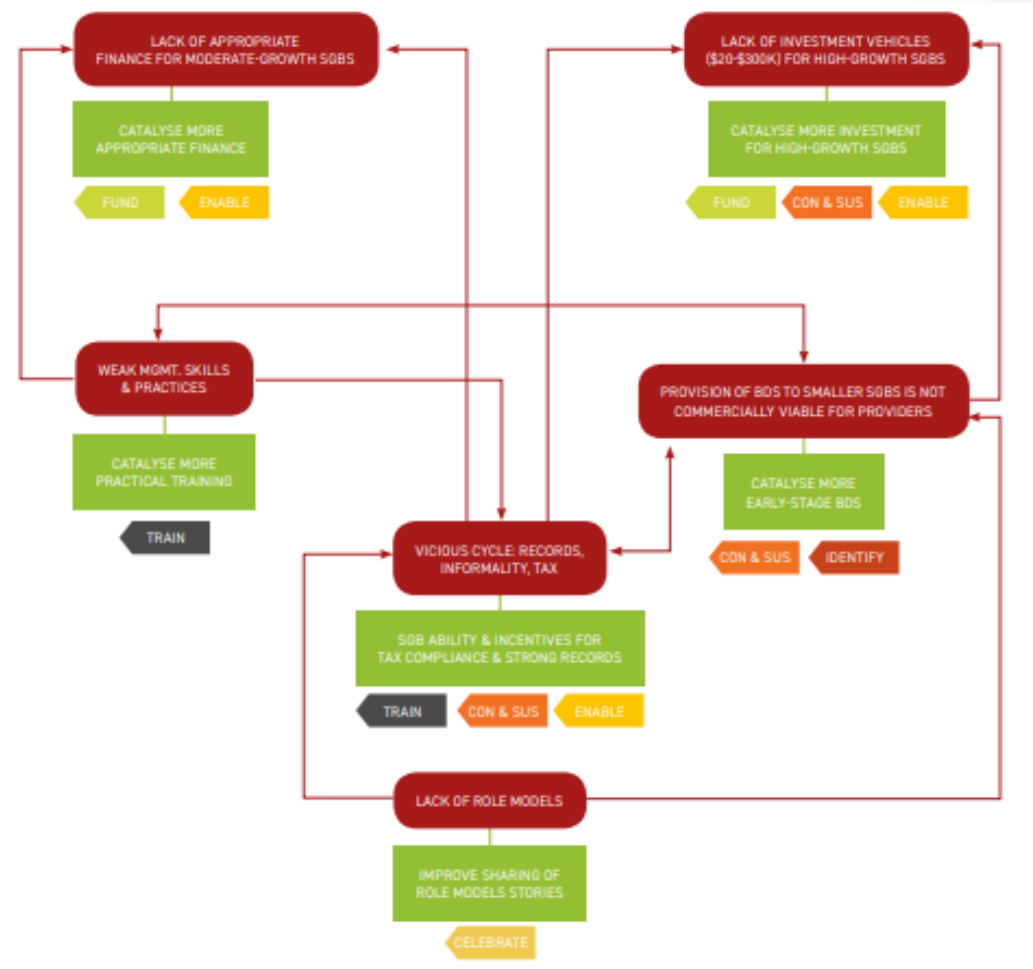 LACK OF APPROPRIATE
FINANCE FOR MODERATE-GROWTH SGBS
LACK OF INVESTMENT VEHICLES
($20-$300K) FOR HIGH-GROWTH SGBS
CATALYSE MORE
APPROPRIATE FINANCE
CATALYSE MORE INVESTMENT
FOR HIGH-GROWTH SGBS
FUND
ENABLE
FUND
CON & SUS
ENABLE
WEAK MGMT. SKILLS
& PRACTICES
PROVISION OF BDS TO SMALLER SGBS IS NOT
COMMERCIALLY VIABLE FOR PROVIDERS
CATALYSE MORE
PRACTICAL TRAINING
CATALYSE MORE
EARLY-STAGE BDS
TRAIN
CON & SUS
IDENTIFY
VICIOUS CYCLE: RECORDS,
INFORMALITY, TAX
SGB ABILITY & INCENTIVES FOR
TAX COMPLIANCE & STRONG RECORDS
TRAIN
CON & SUS
ENABLE
LACK OF ROLE MODELS
IMPROVE SHARING OF
ROLE MODELS STORIES
CELEBRATE